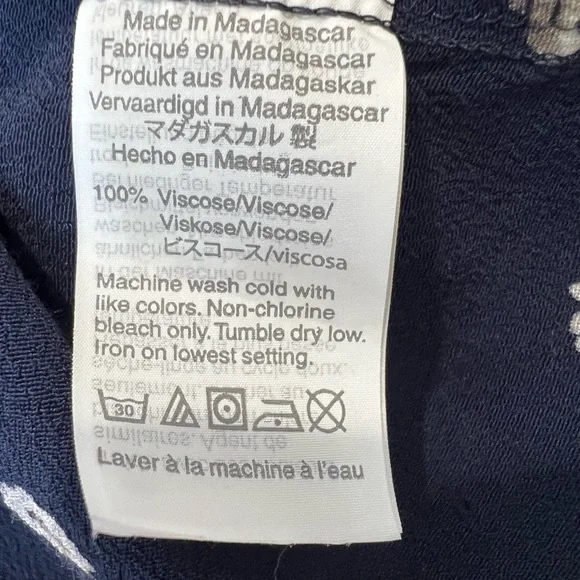 Made in Madagascar
Fabriqué en Madagascar
Produkt aus Madagaskar
Vervaardigd in Madagascar
マダガスカル 製
Hecho en Madagascar
100% Viscose/Viscose/
Viskose/Viscose/
ビスコース/viscosa
Machine wash cold with
like colors. Non-chlorine
bleach only. Tumble dry low.
Iron on lowest setting.
30
Laver à la machine à l'eau